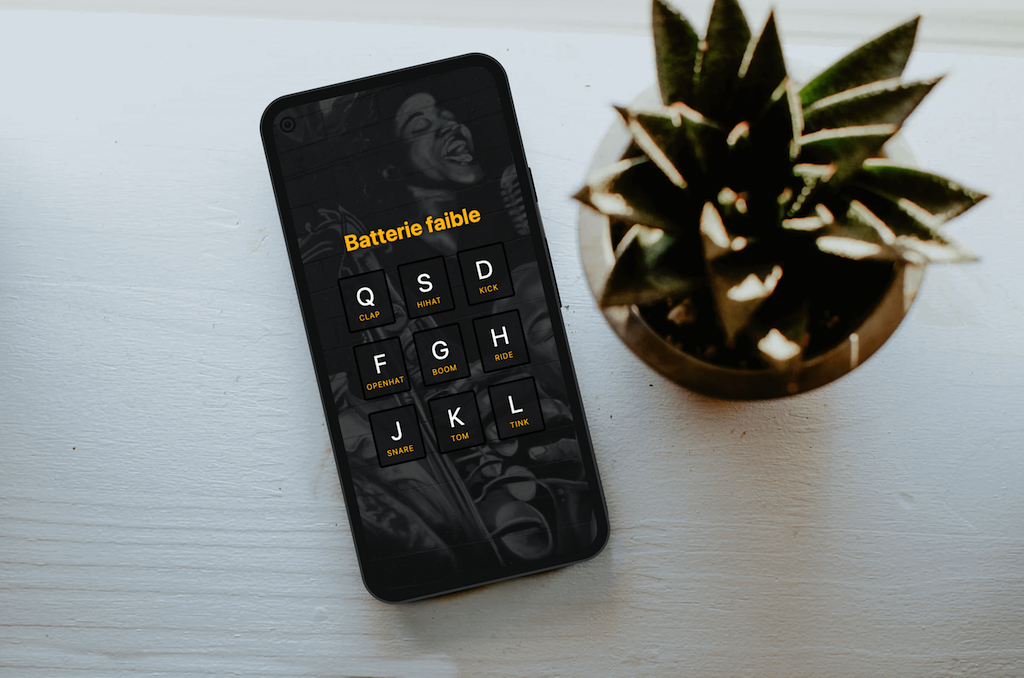 Batterie faible
Q S D
CLAP HIHAT KICK
F G H
OPENHAT BOOM RIDE
J K L
SNARE TOM TINK